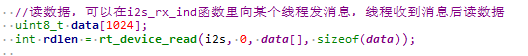 //读数据，可以在i2s_rx_ind函数里向某个线程发消息，线程收到消息后读数据
uint8_t data[1024];
int rdlen = rt_device_read(i2s, 0, data[], sizeof(data));